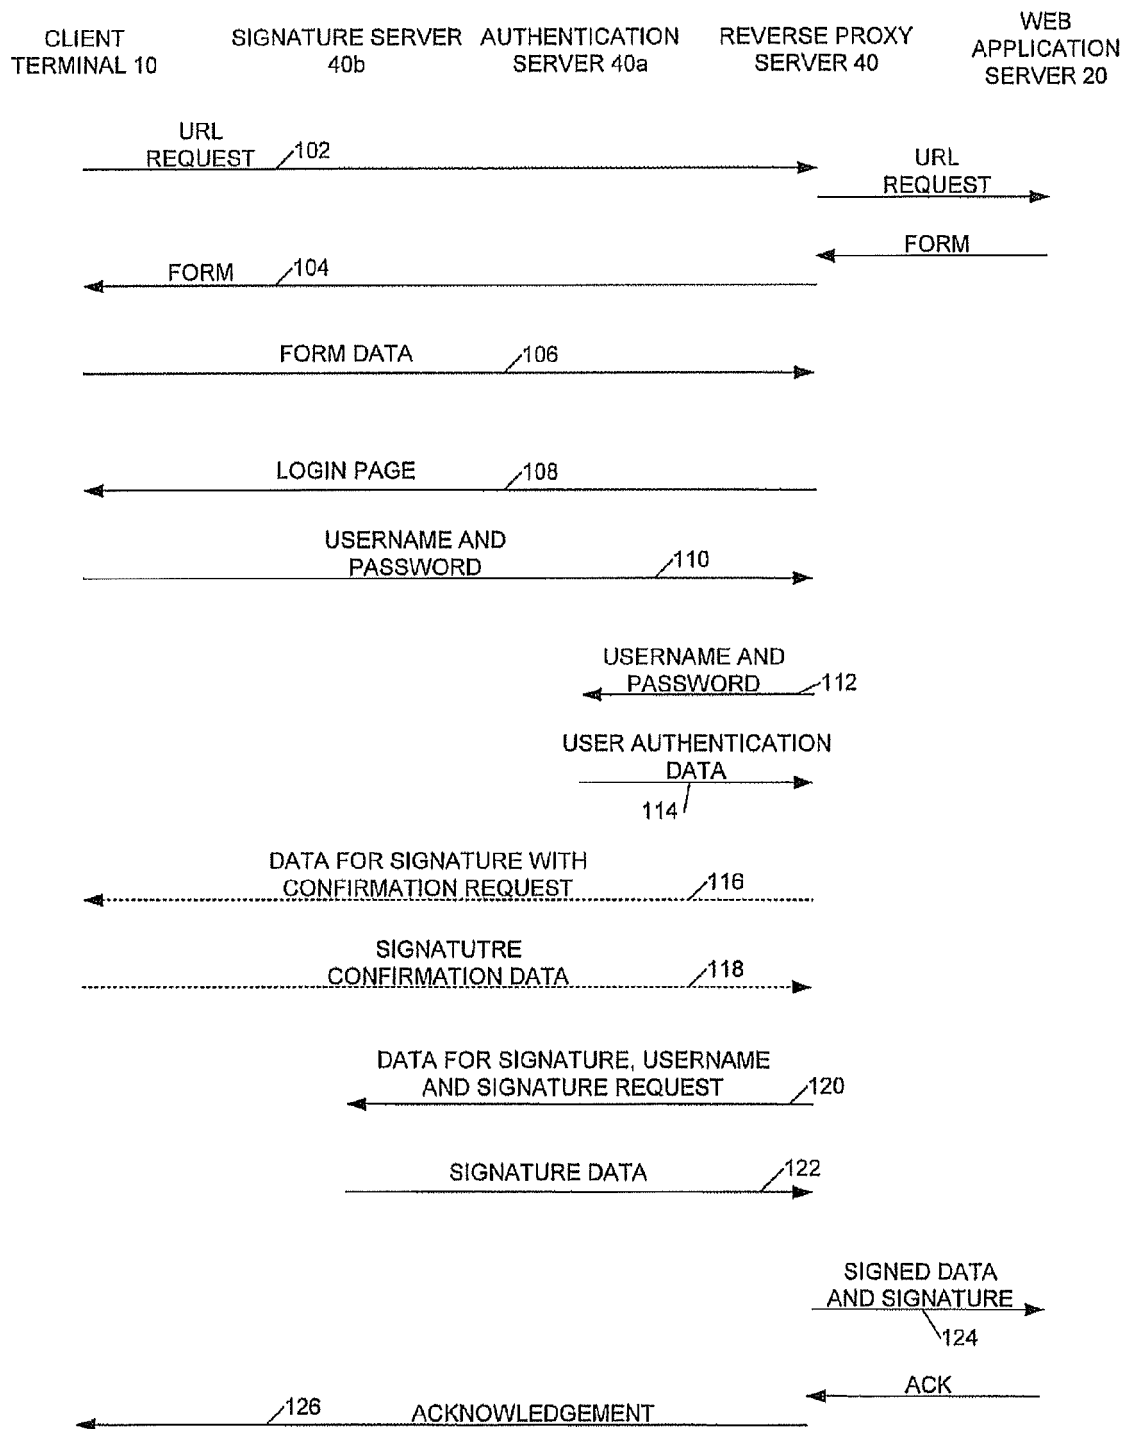 CLIENT
TERMINAL 10
SIGNATURE SERVER
40b
AUTHENTICATION
SERVER 40a
REVERSE PROXY
SERVER 40
WEB
APPLICATION
SERVER 20
URL
REQUEST
102
URL
REQUEST
FORM
FORM
104
FORM DATA
106
LOGIN PAGE
108
USERNAME AND
PASSWORD
110
USERNAME AND
PASSWORD
112
USER AUTHENTICATION
DATA
114
DATA FOR SIGNATURE WITH
CONFIRMATION REQUEST
116
SIGNATUTRE
CONFIRMATION DATA
118
DATA FOR SIGNATURE, USERNAME
AND SIGNATURE REQUEST
120
SIGNATURE DATA
122
SIGNED DATA
AND SIGNATURE
124
ACK
126
ACKNOWLEDGEMENT